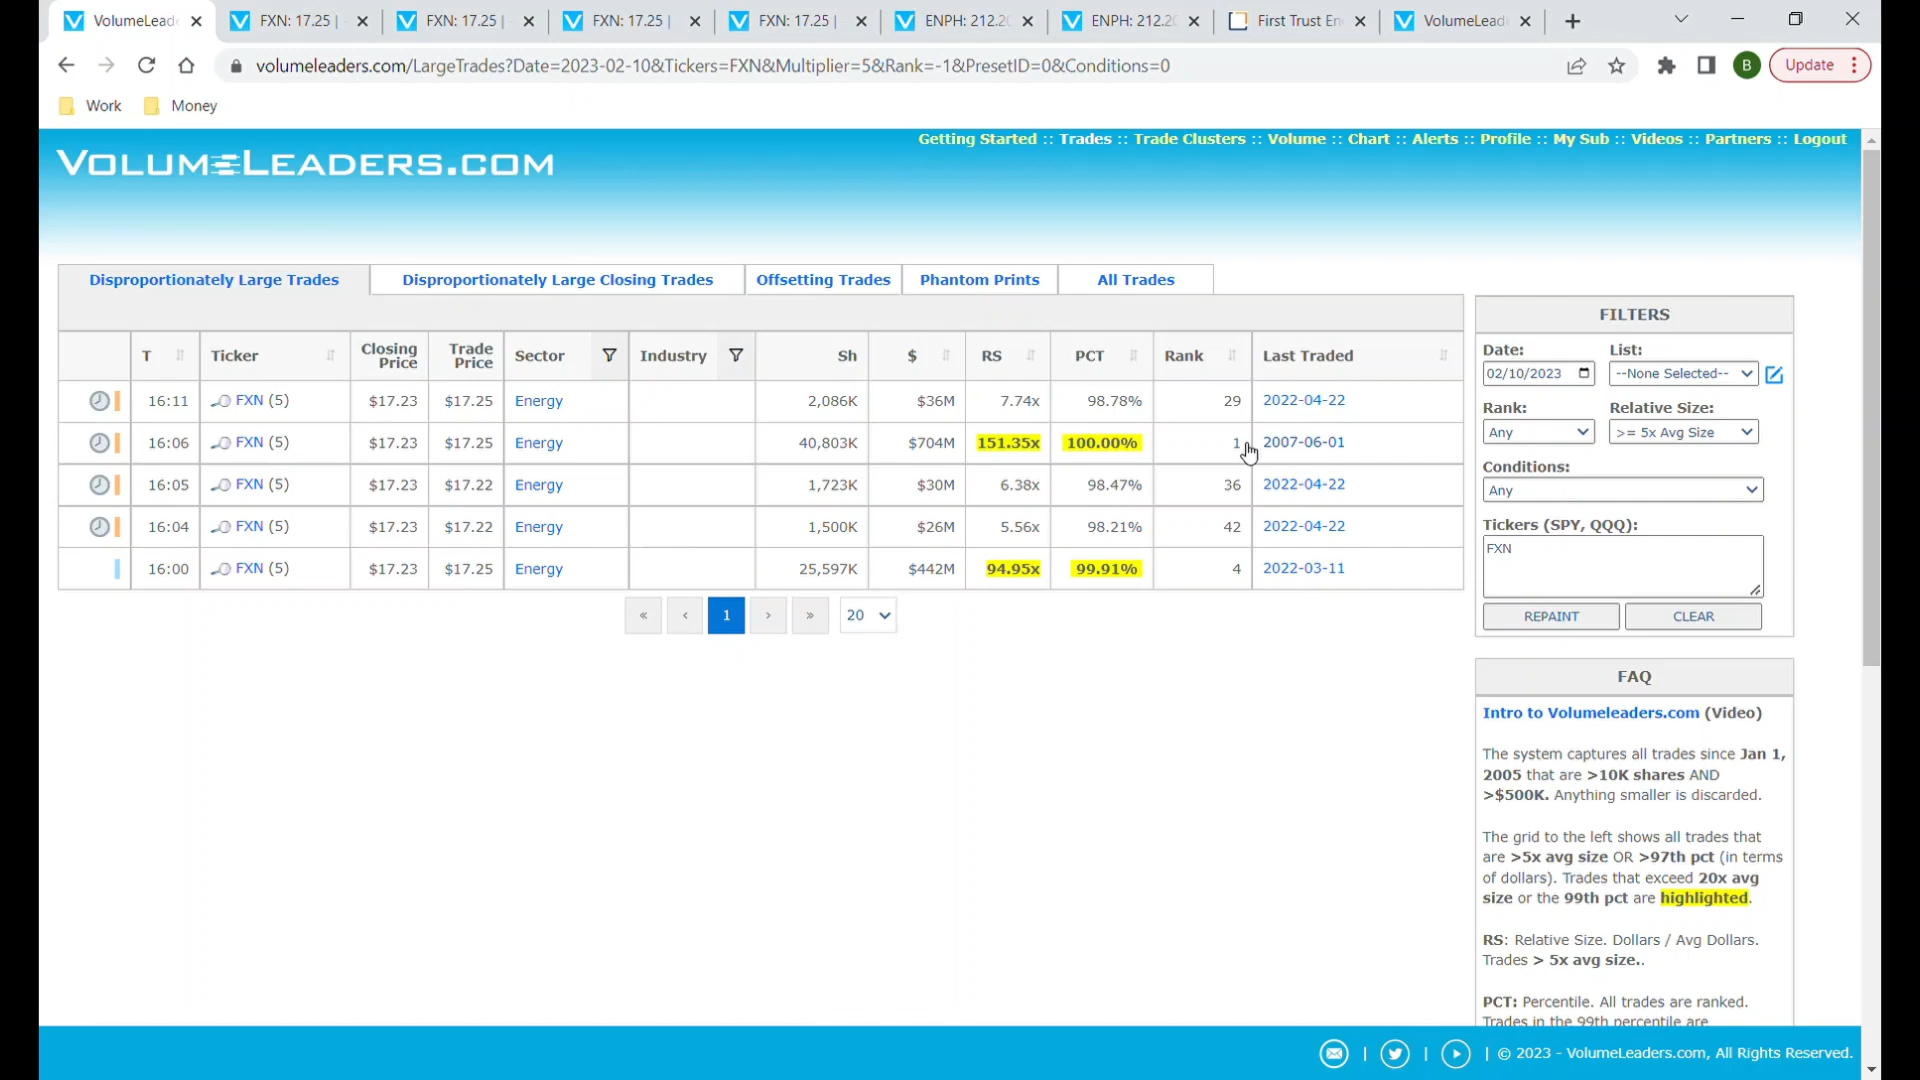 VolumeLead
FXN: 17.25 |
FXN: 17.25 |
FXN: 17.25 |
FXN: 17.25 |
ENPH: 212.20
ENPH: 212.20
First Trust En
VolumeLead
volumeleaders.com/LargeTrades?Date=2023-02-10&Tickers=FXN&Multiplier=5&Rank=-1&PresetID=0&Conditions=0
B
Update
Work
Money
Getting Started :: Trades :: Trade Clusters :: Volume :: Chart :: Alerts :: Profile :: My Sub :: Videos :: Partners :: Logout
VOLUMELEADERS.COM
Disproportionately Large Trades
Disproportionately Large Closing Trades
Offsetting Trades
Phantom Prints
All Trades
T Ticker Closing Price Trade Price Sector Industry Sh $ RS PCT Rank Last Traded
16:11 FXN (5) $17.23 $17.25 Energy 2,086K $36M 7.74x 98.78% 29 2022-04-22
16:06 FXN (5) $17.23 $17.25 Energy 40,803K $704M 151.35x 100.00% 1 2007-06-01
16:05 FXN (5) $17.23 $17.22 Energy 1,723K $30M 6.38x 98.47% 36 2022-04-22
16:04 FXN (5) $17.23 $17.22 Energy 1,500K $26M 5.56x 98.21% 42 2022-04-22
16:00 FXN (5) $17.23 $17.25 Energy 25,597K $442M 94.95x 99.91% 4 2022-03-11
« ‹ 1 › » 20
FILTERS
Date: List:
02/10/2023 --None Selected--
Rank: Relative Size:
Any >= 5x Avg Size
Conditions:
Any
Tickers (SPY, QQQ):
FXN
REPAINT CLEAR
FAQ
Intro to Volumeleaders.com (Video)
The system captures all trades since Jan 1,
2005 that are >10K shares AND
>$500K. Anything smaller is discarded.
The grid to the left shows all trades that
are >5x avg size OR >97th pct (in terms
of dollars). Trades that exceed 20x avg
size or the 99th pct are highlighted.
RS: Relative Size. Dollars / Avg Dollars.
Trades > 5x avg size..
PCT: Percentile. All trades are ranked.
Trades in the 99th percentile are
| | | © 2023 - VolumeLeaders.com, All Rights Reserved.